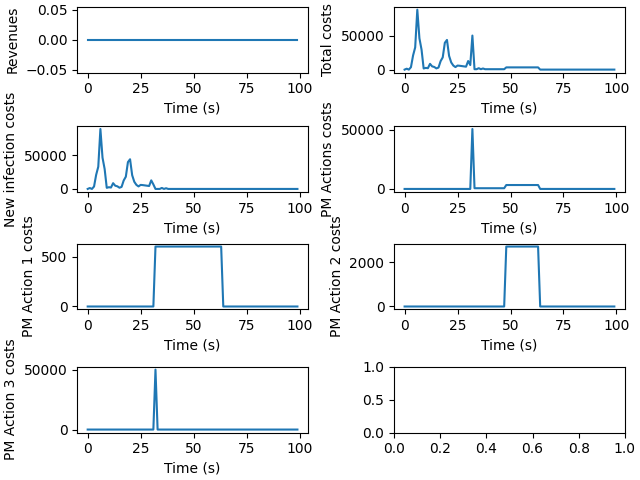 Revenues
0.05
0.00
−0.05
0 25 50 75 100
Time (s)
Total costs
50000
0
0 25 50 75 100
Time (s)
New infection costs
50000
0
0 25 50 75 100
Time (s)
PM Actions costs
50000
0
0 25 50 75 100
Time (s)
PM Action 1 costs
500
0
0 25 50 75 100
Time (s)
PM Action 2 costs
2000
0
0 25 50 75 100
Time (s)
PM Action 3 costs
50000
0
0 25 50 75 100
Time (s)
1.0
0.5
0.0
0.0 0.2 0.4 0.6 0.8 1.0